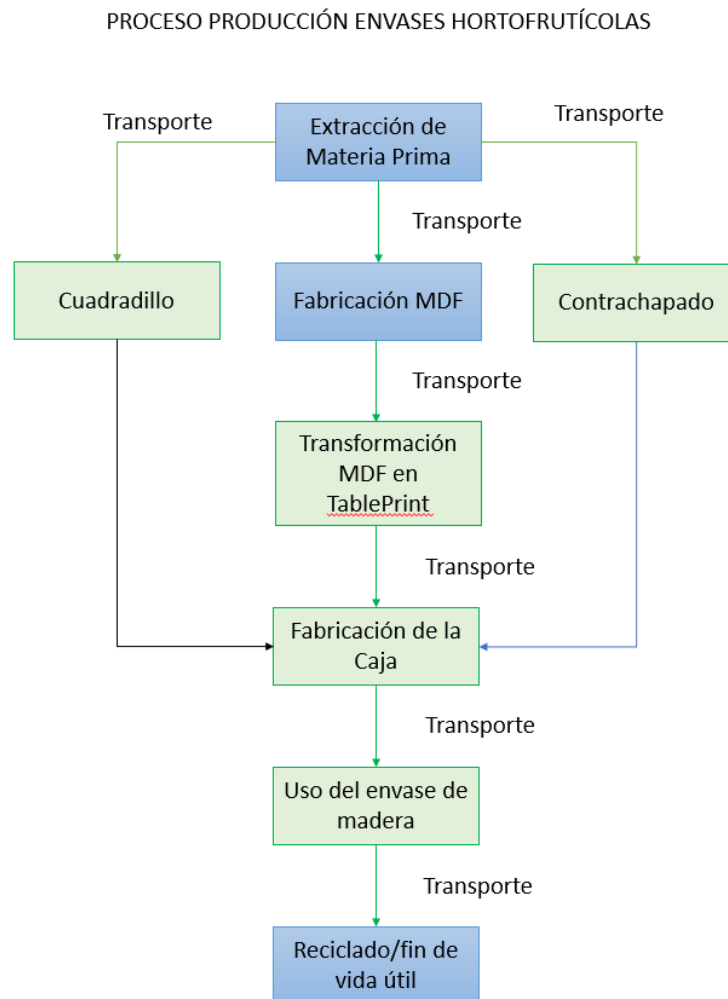 PROCESO PRODUCCIÓN ENVASES HORTOFRUTÍCOLAS
Transporte
Extracción de
Materia Prima
Transporte
Transporte
Cuadradillo
Fabricación MDF
Contrachapado
Transporte
Transformación
MDF en
TablePrint
Transporte
Fabricación de la
Caja
Transporte
Uso del envase de
madera
Transporte
Reciclado/fin de
vida útil